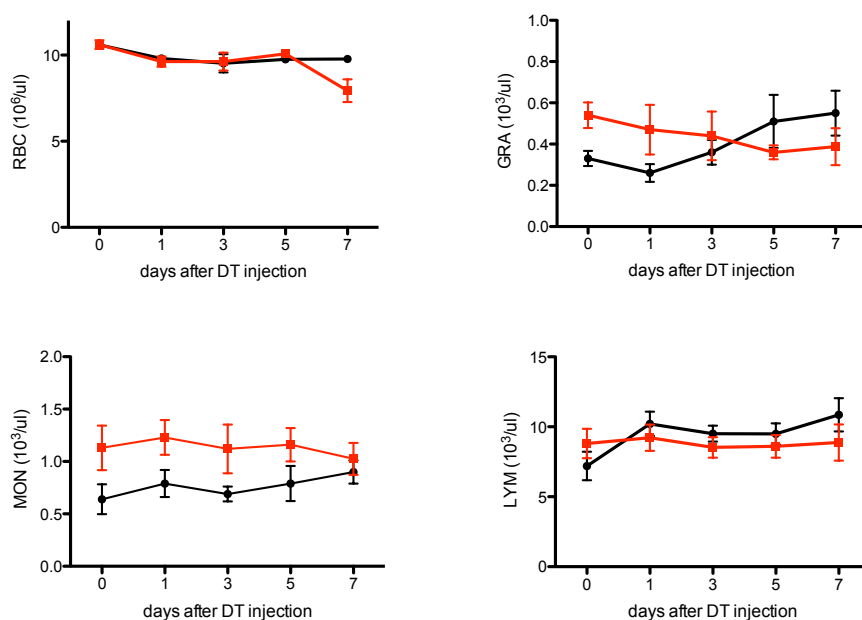 RBC (10⁶/ul)
10
5
0
0 1 3 5 7
days after DT injection
GRA (10³/ul)
1.0
0.8
0.6
0.4
0.2
0.0
0 1 3 5 7
days after DT injection
MON (10³/ul)
2.0
1.5
1.0
0.5
0.0
0 1 3 5 7
days after DT injection
LYM (10³/ul)
15
10
5
0
0 1 3 5 7
days after DT injection